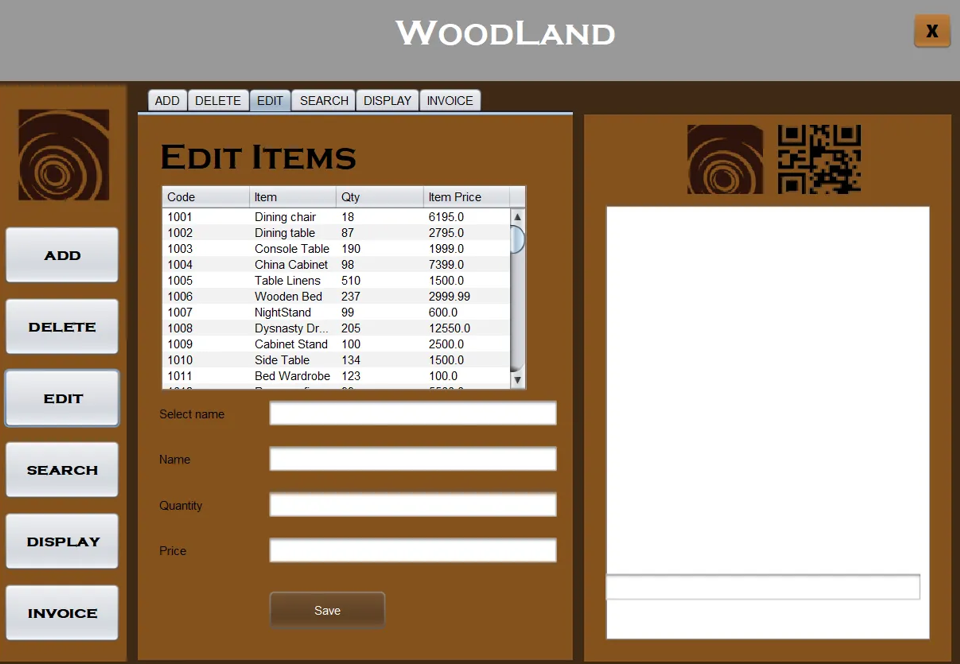 WoodLand
X
ADD DELETE EDIT SEARCH DISPLAY INVOICE
Edit Items
Code Item Qty Item Price
1001 Dining chair 18 6195.0
1002 Dining table 87 2795.0
1003 Console Table 190 1999.0
1004 China Cabinet 98 7399.0
1005 Table Linens 510 1500.0
1006 Wooden Bed 237 2999.99
1007 NightStand 99 600.0
1008 Dysnasty Dr... 205 12550.0
1009 Cabinet Stand 100 2500.0
1010 Side Table 134 1500.0
1011 Bed Wardrobe 123 100.0
Select name
Name
Quantity
Price
Save
ADD
DELETE
EDIT
SEARCH
DISPLAY
INVOICE